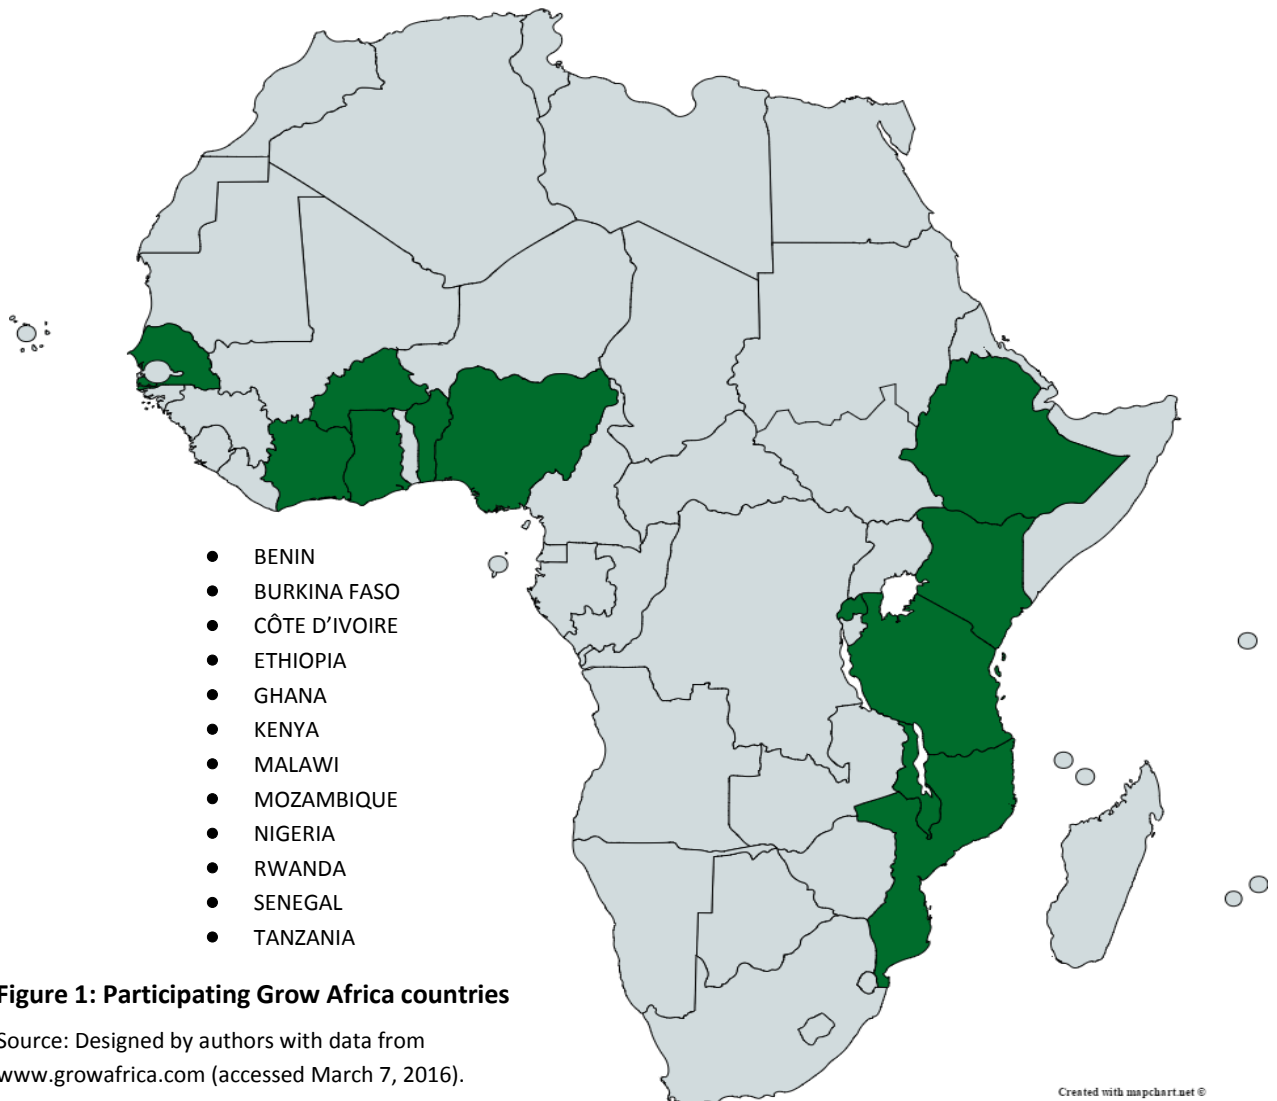 ● BENIN
● BURKINA FASO
● CÔTE D’IVOIRE
● ETHIOPIA
● GHANA
● KENYA
● MALAWI
● MOZAMBIQUE
● NIGERIA
● RWANDA
● SENEGAL
● TANZANIA
Figure 1: Participating Grow Africa countries
Source: Designed by authors with data from
www.growafrica.com (accessed March 7, 2016).
Created with mapchart.net ©